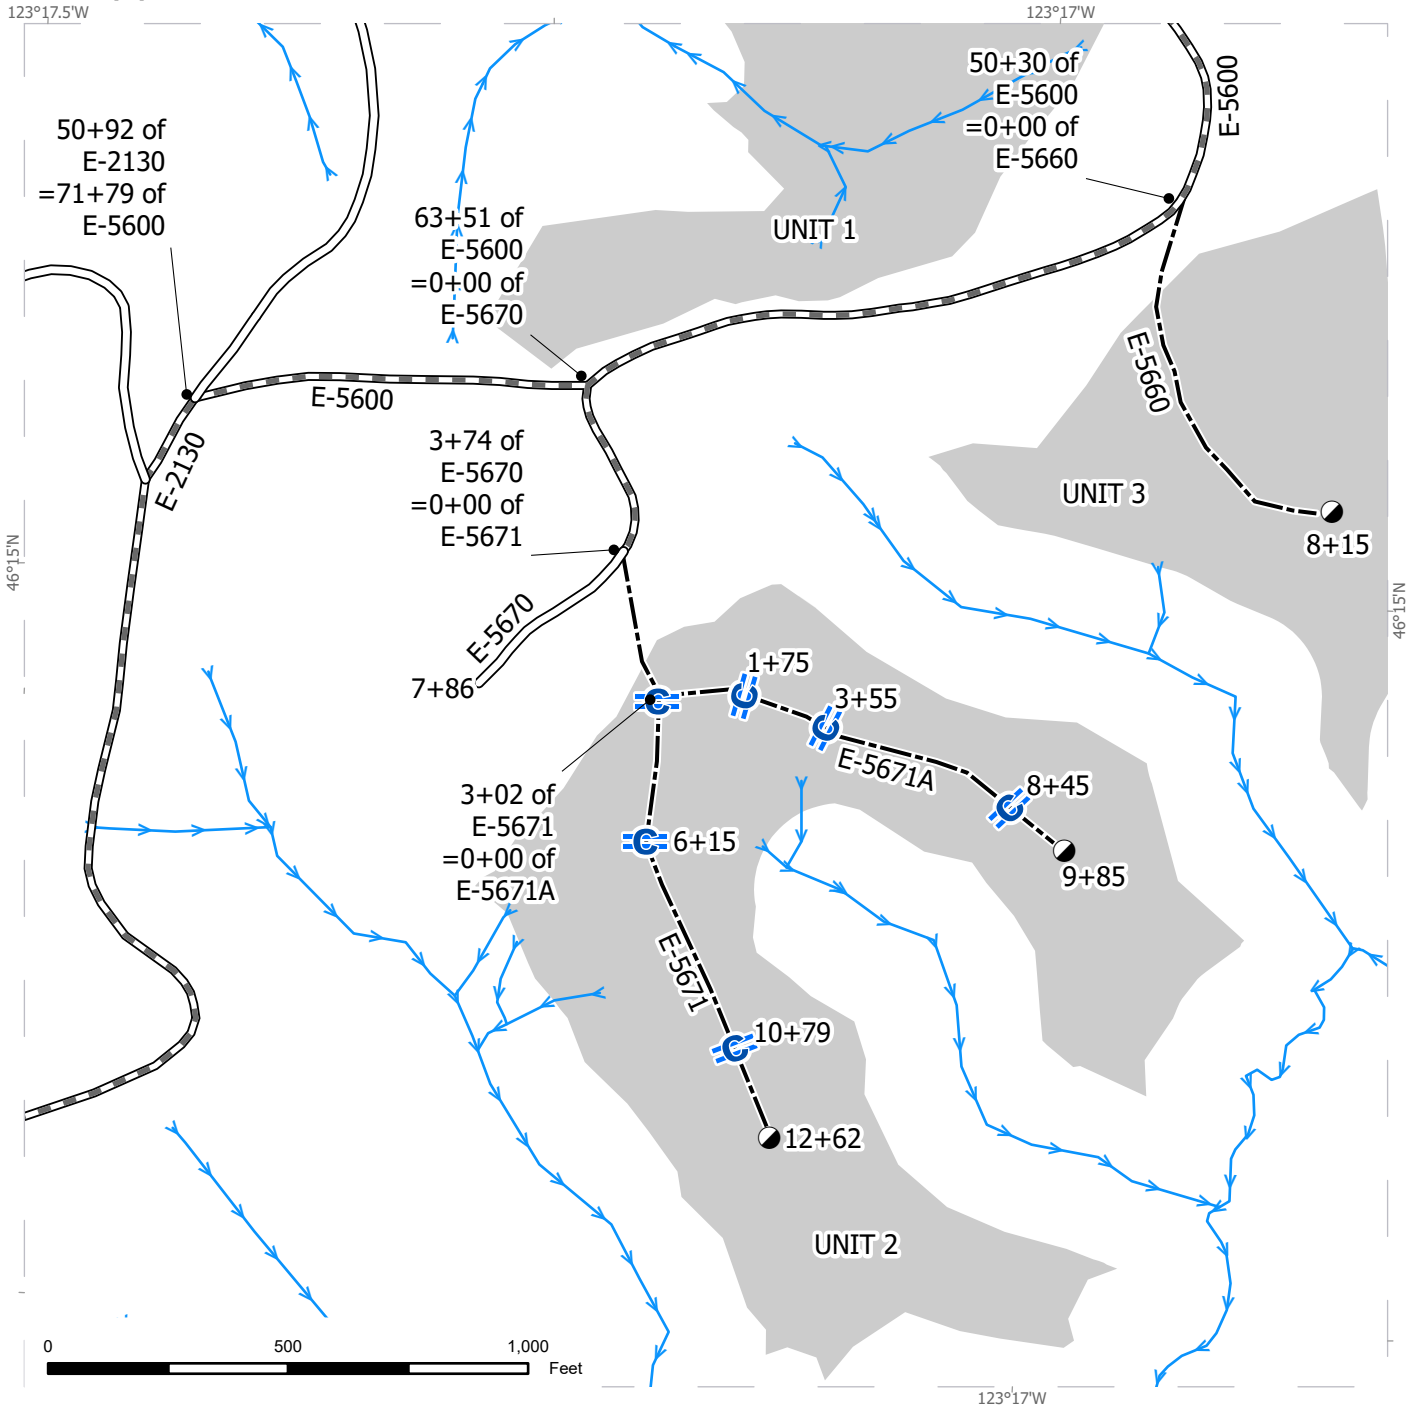 123°17.5'W
123°17'W
50+30 of
E-5600
=0+00 of
E-5660
E-5600
50+92 of
E-2130
=71+79 of
E-5600
63+51 of
E-5600
=0+00 of
E-5670
UNIT 1
E-5660
E-5600
3+74 of
E-5670
=0+00 of
E-5671
E-2130
UNIT 3
8+15
46°15'N
46°15'N
E-5670
7+86
1+75
3+55
C
C
C
E-5671A
8+45
C
3+02 of
E-5671
=0+00 of
E-5671A
C
6+15
9+85
E-5671
10+79
C
12+62
UNIT 2
0
500
1,000
Feet
123°17'W